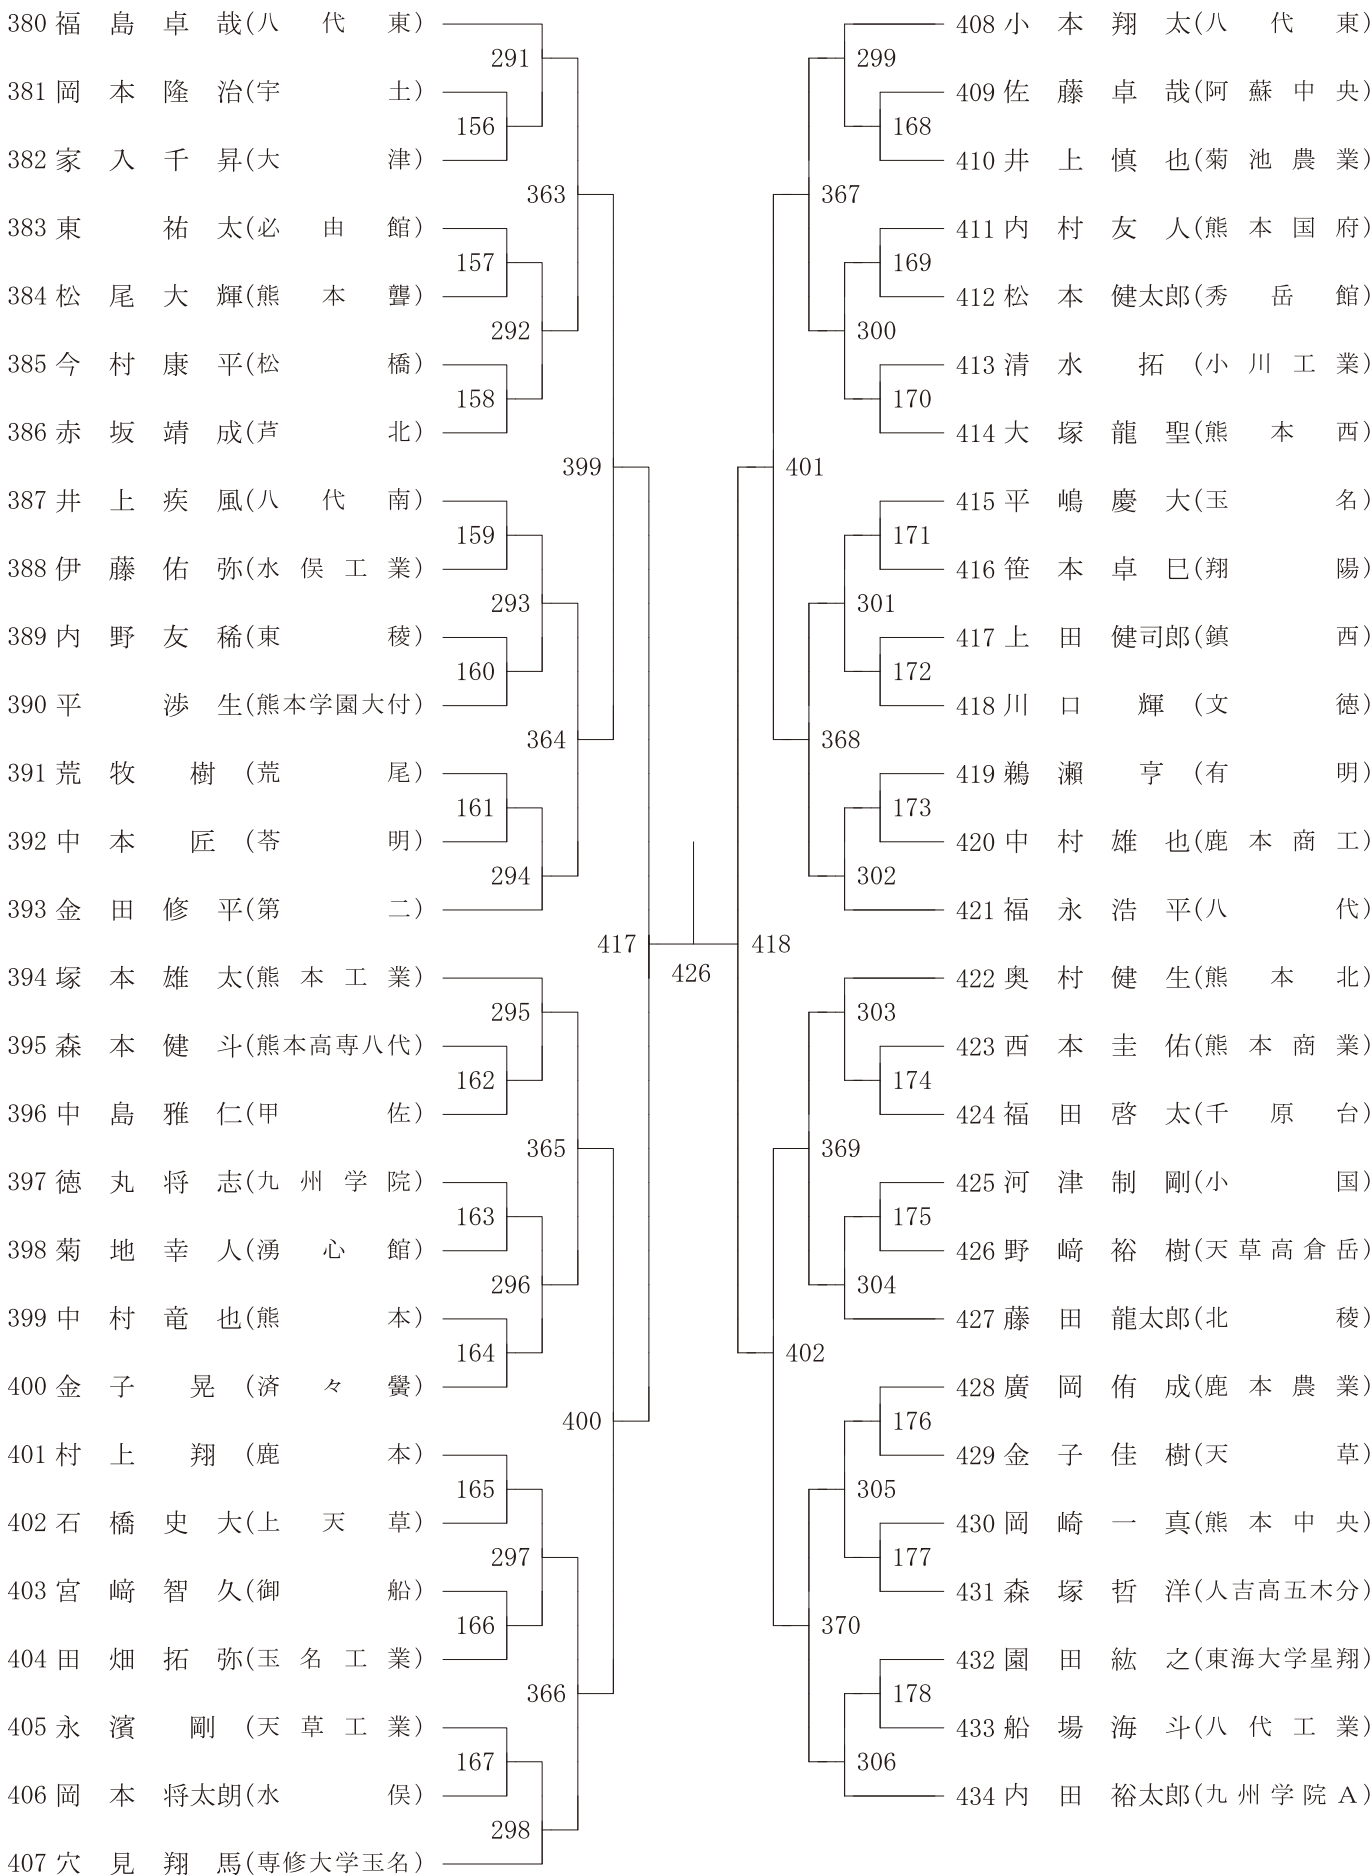 380 福島卓哉(八代東)
291
381 岡本隆治(宇土)
156
382 家入千昇(大津)
363
383 東祐太(必由館)
157
384 松尾大輝(熊本聾)
292
385 今村康平(松橋)
158
386 赤坂靖成(芦北)
399
387 井上疾風(八代南)
159
388 伊藤佑弥(水俣工業)
293
389 内野友稀(東稜)
160
390 平渉生(熊本学園大付)
364
391 荒牧樹(荒尾)
161
392 中本匠(苓明)
294
393 金田修平(第二)
417
394 塚本雄太(熊本工業)
295
395 森本健斗(熊本高専八代)
162
396 中島雅仁(甲佐)
365
397 徳丸将志(九州学院)
163
398 菊地幸人(湧心館)
296
399 中村竜也(熊本)
164
400 金子晃(済々黌)
400
401 村上翔(鹿本)
165
402 石橋史大(上天草)
297
403 宮﨑智久(御船)
166
404 田畑拓弥(玉名工業)
366
405 永濱剛(天草工業)
167
406 岡本将太朗(水俣)
298
407 穴見翔馬(専修大学玉名)
426
408 小本翔太(八代東)
299
409 佐藤卓哉(阿蘇中央)
168
410 井上慎也(菊池農業)
367
411 内村友人(熊本国府)
169
412 松本健太郎(秀岳館)
300
413 清水拓(小川工業)
170
414 大塚龍聖(熊本西)
401
415 平嶋慶大(玉名)
171
416 笹本卓巳(翔陽)
301
417 上田健司郎(鎮西)
172
418 川口輝(文徳)
368
419 鵜瀬亨(有明)
173
420 中村雄也(鹿本商工)
302
421 福永浩平(八代)
418
422 奥村健生(熊本北)
303
423 西本圭佑(熊本商業)
174
424 福田啓太(千原台)
369
425 河津制剛(小国)
175
426 野﨑裕樹(天草高倉岳)
304
427 藤田龍太郎(北稜)
402
428 廣岡侑成(鹿本農業)
176
429 金子佳樹(天草)
305
430 岡崎一真(熊本中央)
177
431 森塚哲洋(人吉高五木分)
370
432 園田紘之(東海大学星翔)
178
433 船場海斗(八代工業)
306
434 内田裕太郎(九州学院A)